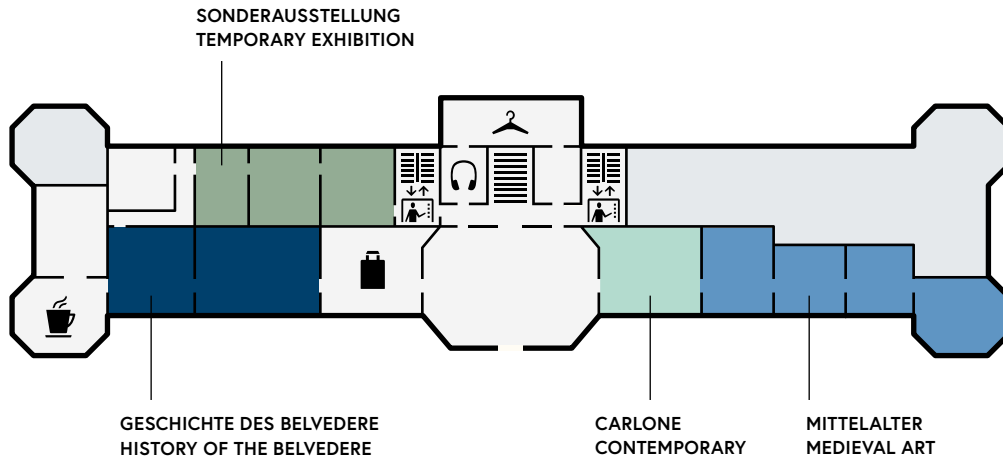 SONDERAUSSTELLUNG
TEMPORARY EXHIBITION
GESCHICHTE DES BELVEDERE
HISTORY OF THE BELVEDERE
CARLONE
CONTEMPORARY
MITTELALTER
MEDIEVAL ART